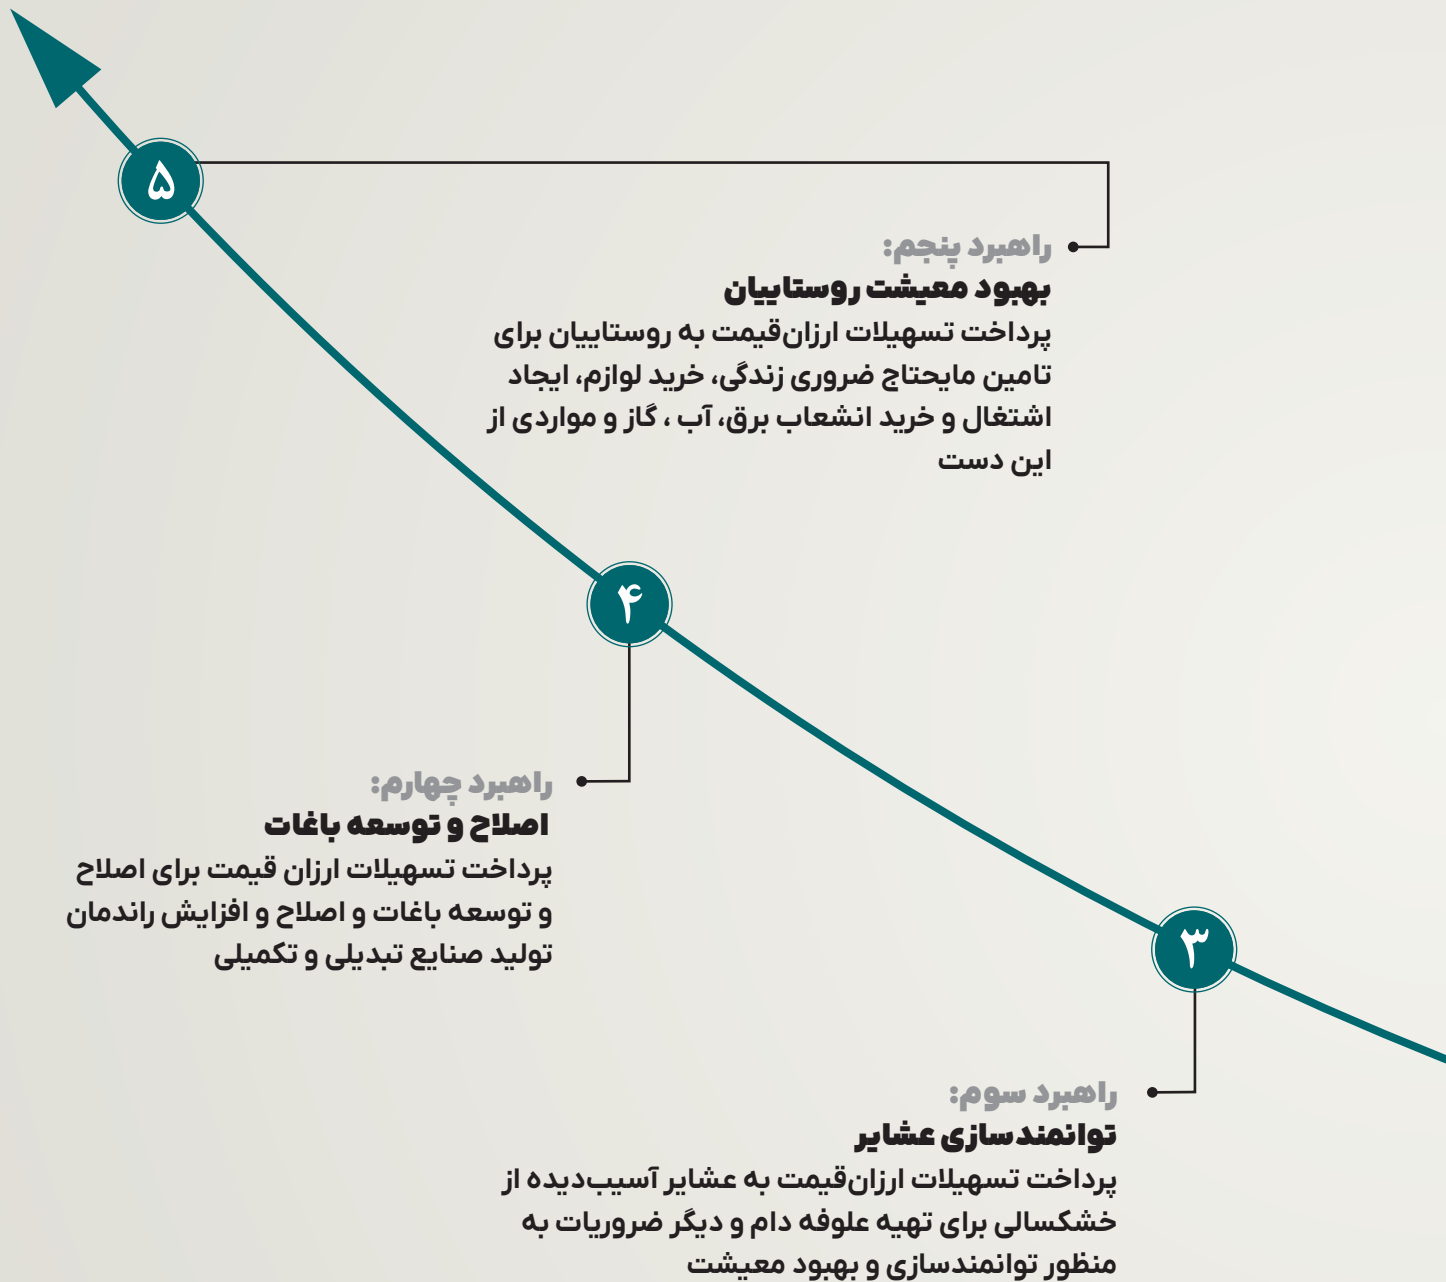 ۵
راهبرد پنجم:
بهبود معیشت روستاییان
پرداخت تسهیلات ارزان‌قیمت به روستاییان برای
تامین مایحتاج ضروری زندگی، خرید لوازم، ایجاد
اشتغال و خرید انشعاب برق، آب ، گاز و مواردی از
این دست
۴
راهبرد چهارم:
اصلاح و توسعه باغات
پرداخت تسهیلات ارزان قیمت برای اصلاح
و توسعه باغات و اصلاح و افزایش راندمان
تولید صنایع تبدیلی و تکمیلی
۳
راهبرد سوم:
توانمندسازی عشایر
پرداخت تسهیلات ارزان‌قیمت به عشایر آسیب‌دیده از
خشکسالی برای تهیه علوفه دام و دیگر ضروریات به
منظور توانمندسازی و بهبود معیشت